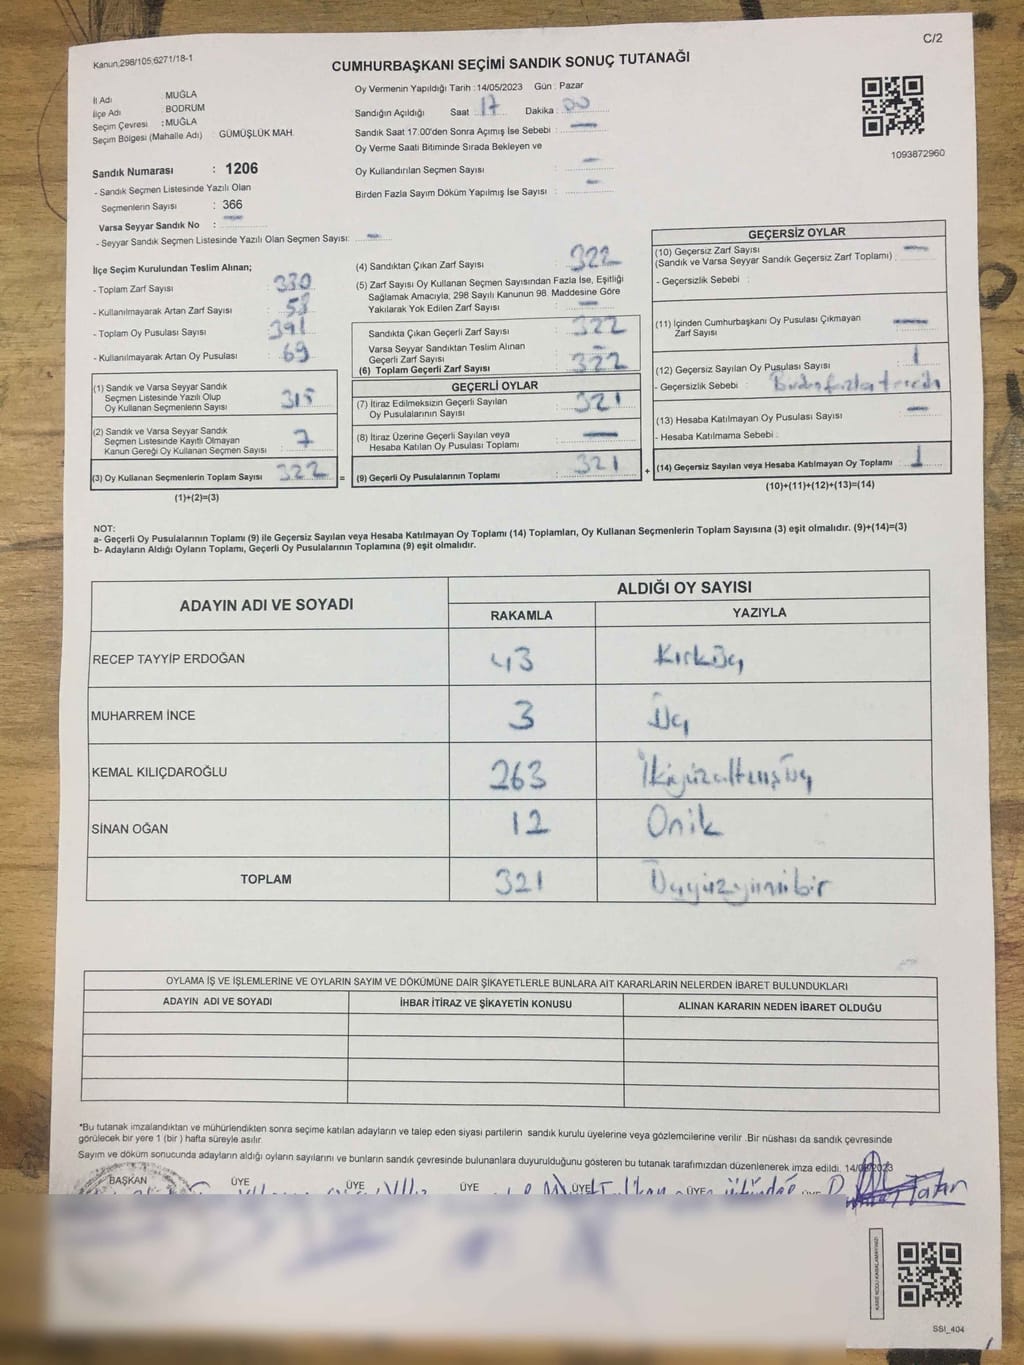 C/2
Kanun,298/105;6271/18-1
CUMHURBAŞKANI SEÇİMİ SANDIK SONUÇ TUTANAĞI
İl Adı : MUĞLA
İlçe Adı : BODRUM
Seçim Çevresi : MUĞLA
Seçim Bölgesi (Mahalle Adı) : GÜMÜŞLÜK MAH.
Sandık Numarası : 1206
- Sandık Seçmen Listesinde Yazılı Olan
Seçmenlerin Sayısı : 366
Varsa Seyyar Sandık No : —
- Seyyar Sandık Seçmen Listesinde Yazılı Olan Seçmen Sayısı: —
Oy Vermenin Yapıldığı Tarih : 14/05/2023 Gün : Pazar
Sandığın Açıldığı Saat : 17 Dakika : 00
Sandık Saat 17.00'den Sonra Açımış İse Sebebi : —
Oy Verme Saati Bitiminde Sırada Bekleyen ve
Oy Kullandırılan Seçmen Sayısı : —
Birden Fazla Sayım Döküm Yapılmış İse Sayısı : —
1093872960
İlçe Seçim Kurulundan Teslim Alınan;
- Toplam Zarf Sayısı : 380
- Kullanılmayarak Artan Zarf Sayısı : 58
- Toplam Oy Pusulası Sayısı : 391
- Kullanılmayarak Artan Oy Pusulası : 69
(1) Sandık ve Varsa Seyyar Sandık
Seçmen Listesinde Yazılı Olup
Oy Kullanan Seçmenlerin Sayısı : 315
(2) Sandık ve Varsa Seyyar Sandık
Seçmen Listesinde Kayıtlı Olmayan
Kanun Gereği Oy Kullanan Seçmen Sayısı : 7
(3) Oy Kullanan Seçmenlerin Toplam Sayısı : 322 =
(1)+(2)=(3)
(4) Sandıktan Çıkan Zarf Sayısı : 322
(5) Zarf Sayısı Oy Kullanan Seçmen Sayısından Fazla İse, Eşitliği
Sağlamak Amacıyla, 298 Sayılı Kanunun 98. Maddesine Göre
Yakılarak Yok Edilen Zarf Sayısı : —
Sandıkta Çıkan Geçerli Zarf Sayısı : 322
Varsa Seyyar Sandıktan Teslim Alınan
Geçerli Zarf Sayısı : —
(6) Toplam Geçerli Zarf Sayısı : 322
GEÇERLİ OYLAR
(7) İtiraz Edilmeksizin Geçerli Sayılan
Oy Pusulalarının Sayısı : 321
(8) İtiraz Üzerine Geçerli Sayılan veya
Hesaba Katılan Oy Pusulası Toplamı : —
(9) Geçerli Oy Pusulalarının Toplamı : 321 +
GEÇERSİZ OYLAR
(10) Geçersiz Zarf Sayısı
(Sandık ve Varsa Seyyar Sandık Geçersiz Zarf Toplamı) : —
- Geçersizlik Sebebi :
(11) İçinden Cumhurbaşkanı Oy Pusulası Çıkmayan
Zarf Sayısı : —
(12) Geçersiz Sayılan Oy Pusulası Sayısı : 1
- Geçersizlik Sebebi : Birden fazla tercih
(13) Hesaba Katılmayan Oy Pusulası Sayısı : —
- Hesaba Katılmama Sebebi :
(14) Geçersiz Sayılan veya Hesaba Katılmayan Oy Toplamı : 1
(10)+(11)+(12)+(13)=(14)
NOT:
a- Geçerli Oy Pusulalarının Toplamı (9) ile Geçersiz Sayılan veya Hesaba Katılmayan Oy Toplamı (14) Toplamları, Oy Kullanan Seçmenlerin Toplam Sayısına (3) eşit olmalıdır. (9)+(14)=(3)
b- Adayların Aldığı Oyların Toplamı, Geçerli Oy Pusulalarının Toplamına (9) eşit olmalıdır.
ADAYIN ADI VE SOYADI ALDIĞI OY SAYISI
RAKAMLA YAZIYLA
RECEP TAYYİP ERDOĞAN 43 Kırküç
MUHARREM İNCE 3 Üç
KEMAL KILIÇDAROĞLU 263 İkiyüzaltmışüç
SİNAN OĞAN 12 Onik
TOPLAM 321 Üçyüzyirmibir
OYLAMA İŞ VE İŞLEMLERİNE VE OYLARIN SAYIM VE DÖKÜMÜNE DAİR ŞİKAYETLERLE BUNLARA AİT KARARLARIN NELERDEN İBARET BULUNDUKLARI
ADAYIN ADI VE SOYADI İHBAR İTİRAZ VE ŞİKAYETİN KONUSU ALINAN KARARIN NEDEN İBARET OLDUĞU
*Bu tutanak imzalandıktan ve mühürlendikten sonra seçime katılan adayların ve talep eden siyasi partilerin sandık kurulu üyelerine veya gözlemcilerine verilir .Bir nüshası da sandık çevresinde
görülecek bir yere 1 (bir ) hafta süreyle asılır.
Sayım ve döküm sonucunda adayların aldığı oyların sayılarını ve bunların sandık çevresinde bulunanlara duyurulduğunu gösteren bu tutanak tarafımızdan düzenlenerek imza edildi. 14/05/2023
BAŞKAN ÜYE ÜYE ÜYE ÜYE ÜYE
SSİ_404